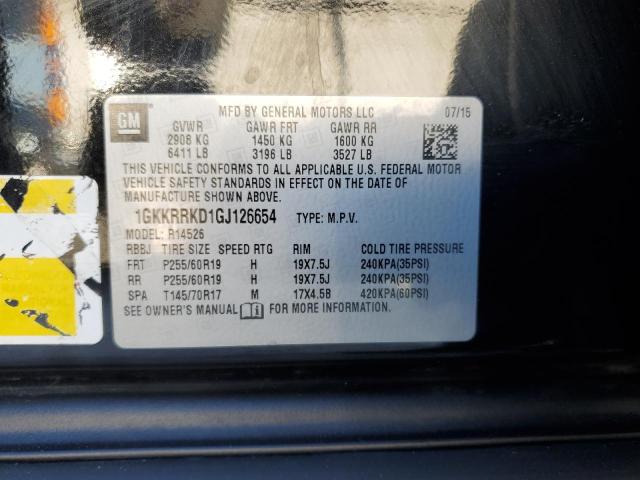 GM
MFD BY GENERAL MOTORS LLC 07/15
GVWR GAWR FRT GAWR RR
2908 KG 1450 KG 1600 KG
6411 LB 3196 LB 3527 LB
THIS VEHICLE CONFORMS TO ALL APPLICABLE U.S. FEDERAL MOTOR
VEHICLE SAFETY STANDARDS IN EFFECT ON THE DATE OF
MANUFACTURE SHOWN ABOVE.
1GKKRRKD1GJ126654 TYPE: M.P.V.
MODEL: R14526
RBBJ TIRE SIZE SPEED RTG RIM COLD TIRE PRESSURE
FRT P255/60R19 H 19X7.5J 240KPA(35PSI)
RR P255/60R19 H 19X7.5J 240KPA(35PSI)
SPA T145/70R17 M 17X4.5B 420KPA(60PSI)
SEE OWNER'S MANUAL FOR MORE INFORMATION